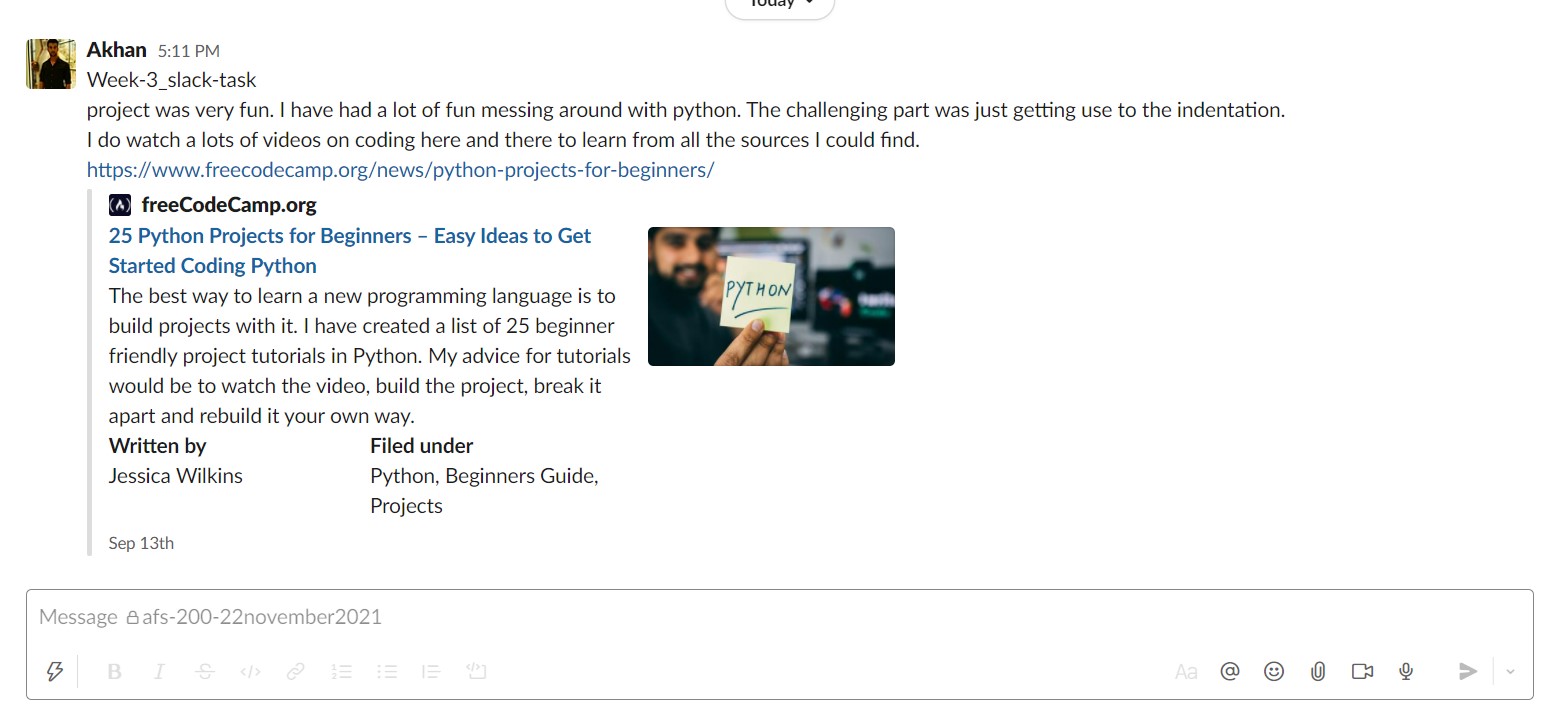 Today
Akhan 5:11 PM
Week-3_slack-task
project was very fun. I have had a lot of fun messing around with python. The challenging part was just getting use to the indentation.
I do watch a lots of videos on coding here and there to learn from all the sources I could find.
https://www.freecodecamp.org/news/python-projects-for-beginners/
freeCodeCamp.org
25 Python Projects for Beginners – Easy Ideas to Get
Started Coding Python
The best way to learn a new programming language is to
build projects with it. I have created a list of 25 beginner
friendly project tutorials in Python. My advice for tutorials
would be to watch the video, build the project, break it
apart and rebuild it your own way.
PYTHON
Written by Filed under
Jessica Wilkins Python, Beginners Guide,
Projects
Sep 13th
Message afs-200-22november2021
B I S </> Aa @